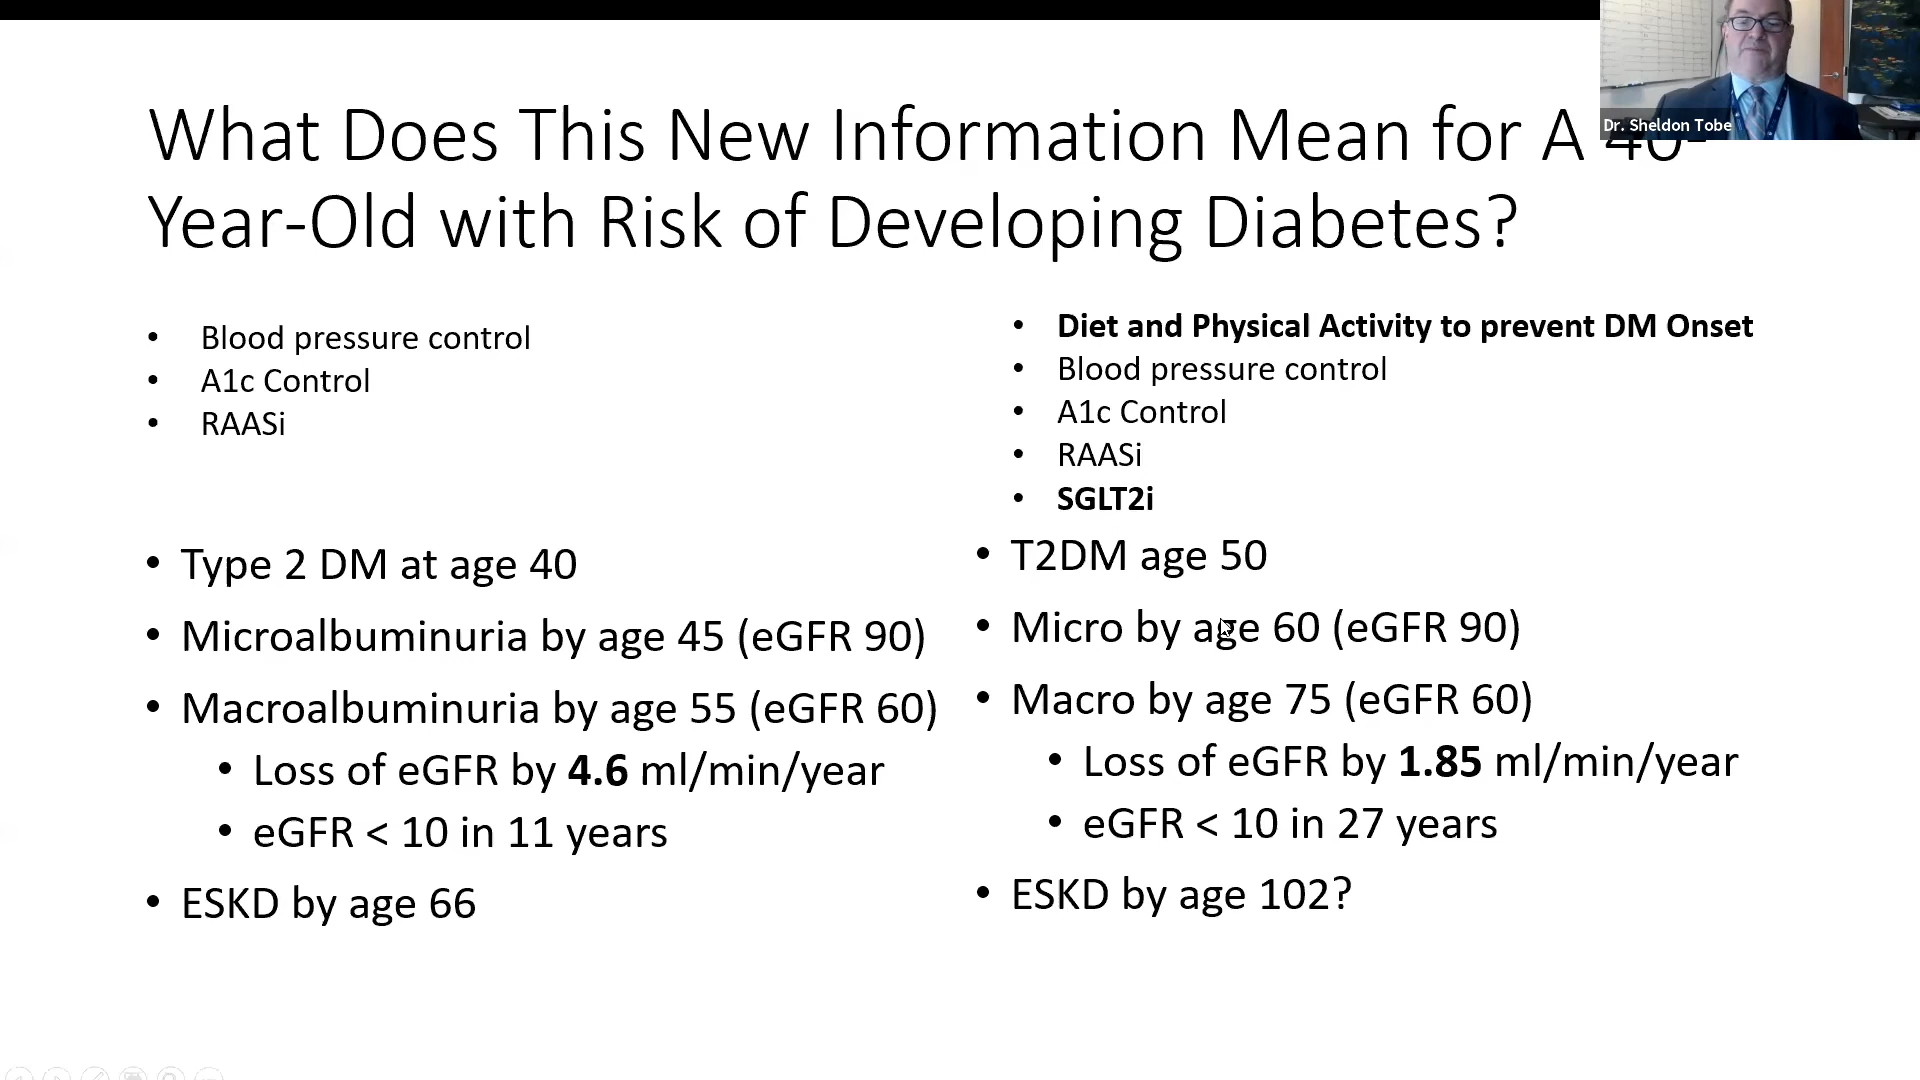 What Does This New Information Mean for A 40-
Year-Old with Risk of Developing Diabetes?
Dr. Sheldon Tobe
• Blood pressure control
• A1c Control
• RAASi
• Type 2 DM at age 40
• Microalbuminuria by age 45 (eGFR 90)
• Macroalbuminuria by age 55 (eGFR 60)
• Loss of eGFR by 4.6 ml/min/year
• eGFR < 10 in 11 years
• ESKD by age 66
• Diet and Physical Activity to prevent DM Onset
• Blood pressure control
• A1c Control
• RAASi
• SGLT2i
• T2DM age 50
• Micro by age 60 (eGFR 90)
• Macro by age 75 (eGFR 60)
• Loss of eGFR by 1.85 ml/min/year
• eGFR < 10 in 27 years
• ESKD by age 102?